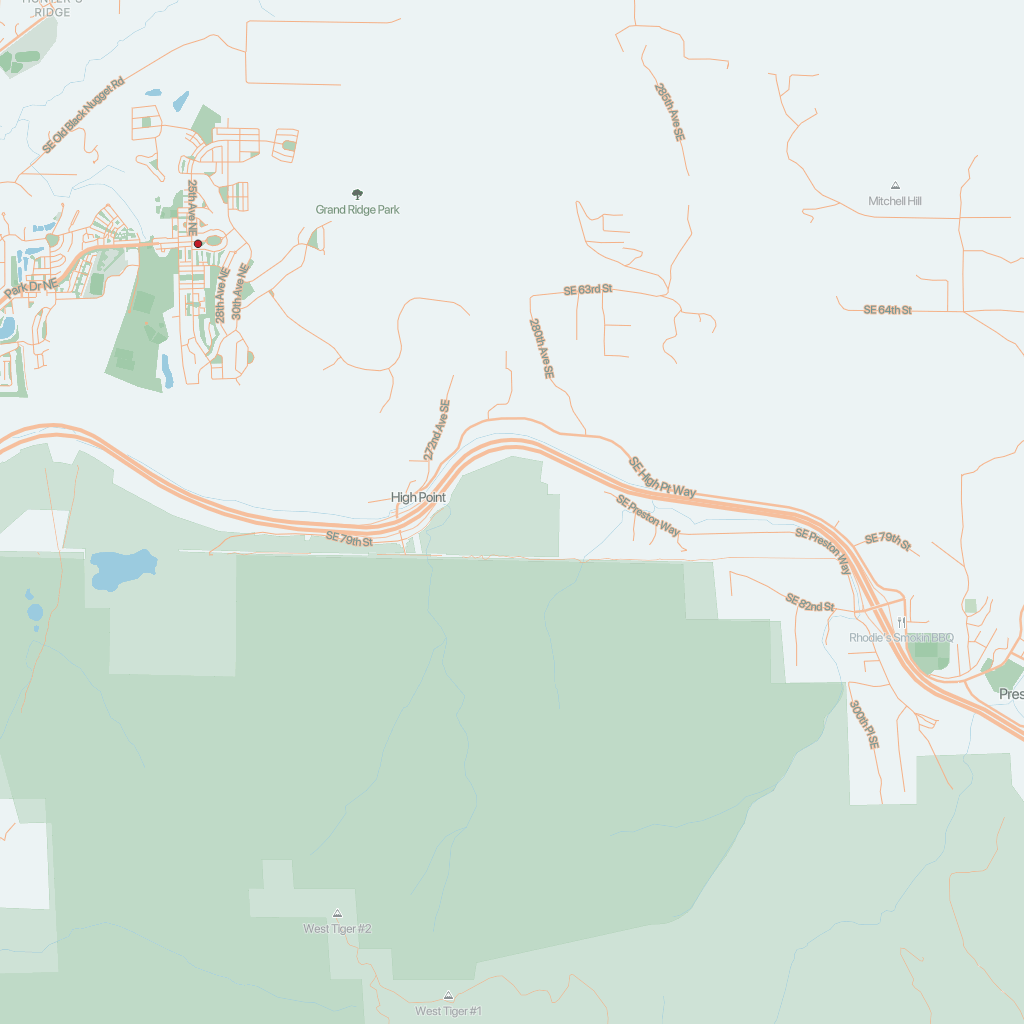 RIDGE
SE Old Black Nugget Rd
285th Ave SE
25th Ave NE
Grand Ridge Park
Mitchell Hill
Park Dr NE
28th Ave NE
30th Ave NE
SE 63rd St
SE 64th St
280th Ave SE
272nd Ave SE
SE High Pt Way
High Point
SE Preston Way
SE 79th St
SE Preston Way
SE 79th St
SE 82nd St
Rhodie's Smokin BBQ
Pres
300th Pl SE
West Tiger #2
West Tiger #1